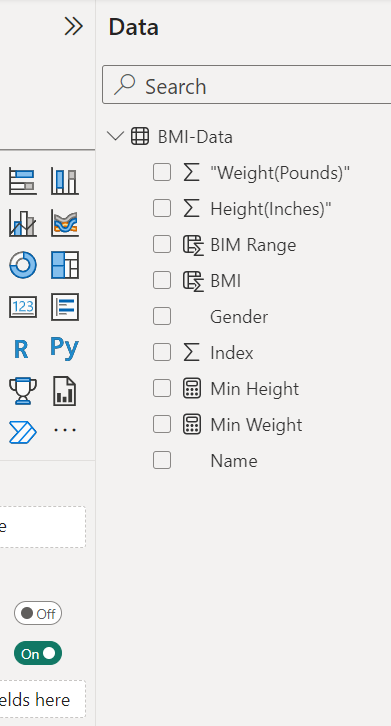 Data
Search
BMI-Data
"Weight(Pounds)"
Height(Inches)"
BIM Range
BMI
Gender
Index
Min Height
Min Weight
Name
123
R Py
...
e
Off
On
elds here